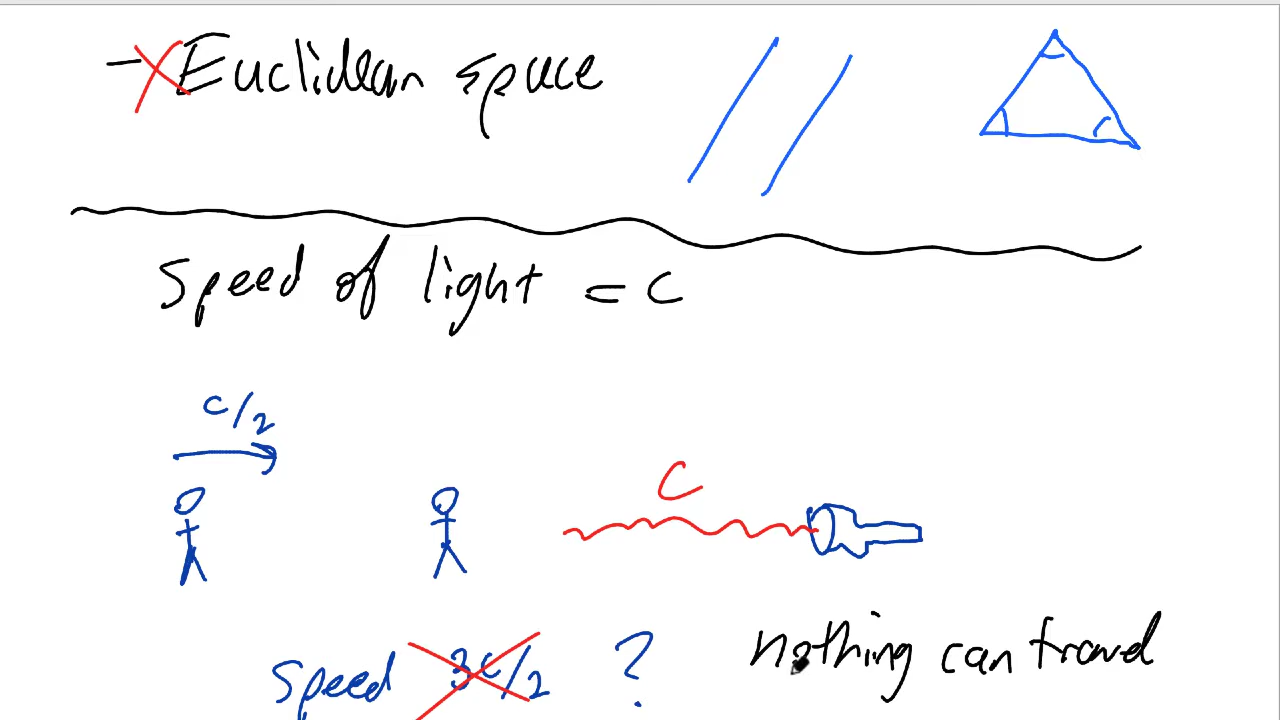 - Euclidean space
Speed of light = C
c/2
C
Speed 3c/2 ?
nothing can travel